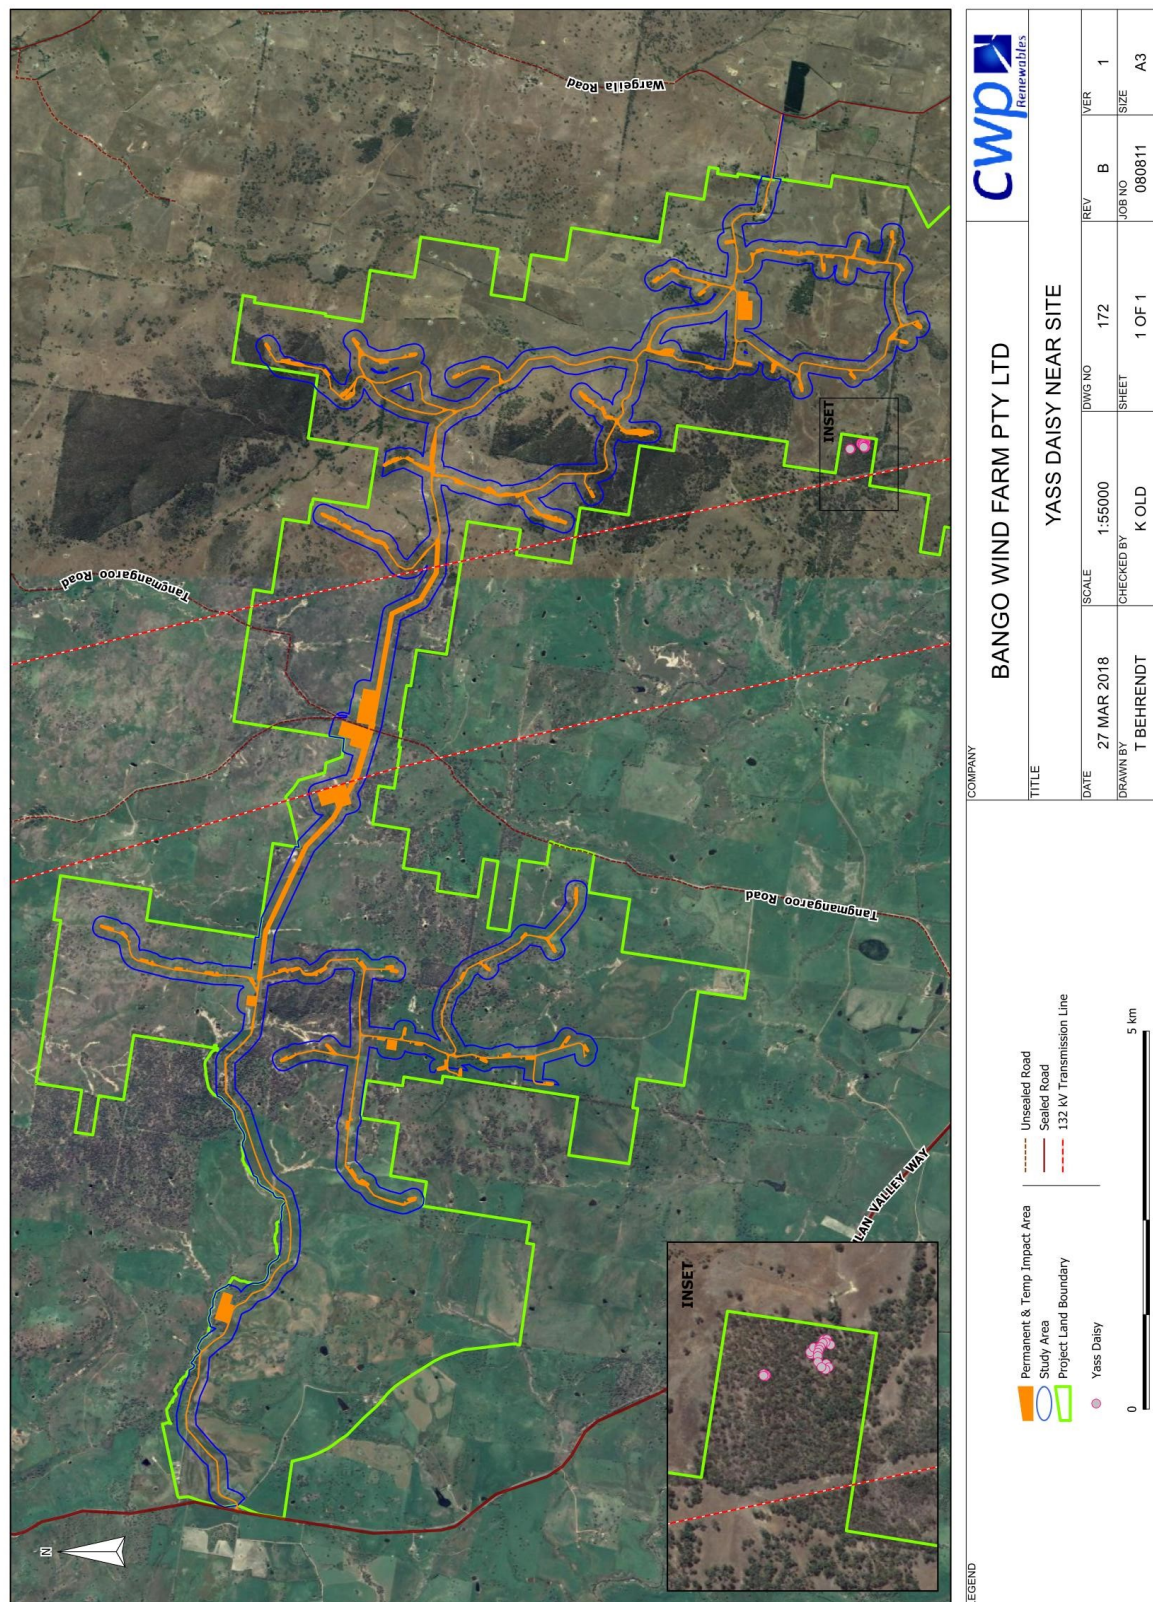 Wargeila Road
Tangmangaroo Road
INSET
Tangmangaroo Road
LAN VALLEY WAY
INSET
N
LEGEND
Permanent & Temp Impact Area
Study Area
Project Land Boundary
Yass Daisy
Unsealed Road
Sealed Road
132 kV Transmission Line
0
5 km
COMPANY
BANGO WIND FARM PTY LTD
cwp
Renewables
TITLE
YASS DAISY NEAR SITE
DATE
27 MAR 2018
SCALE
1:55000
DWG NO
172
REV
B
VER
1
DRAWN BY
T BEHRENDT
CHECKED BY
K OLD
SHEET
1 OF 1
JOB NO
080811
SIZE
A3